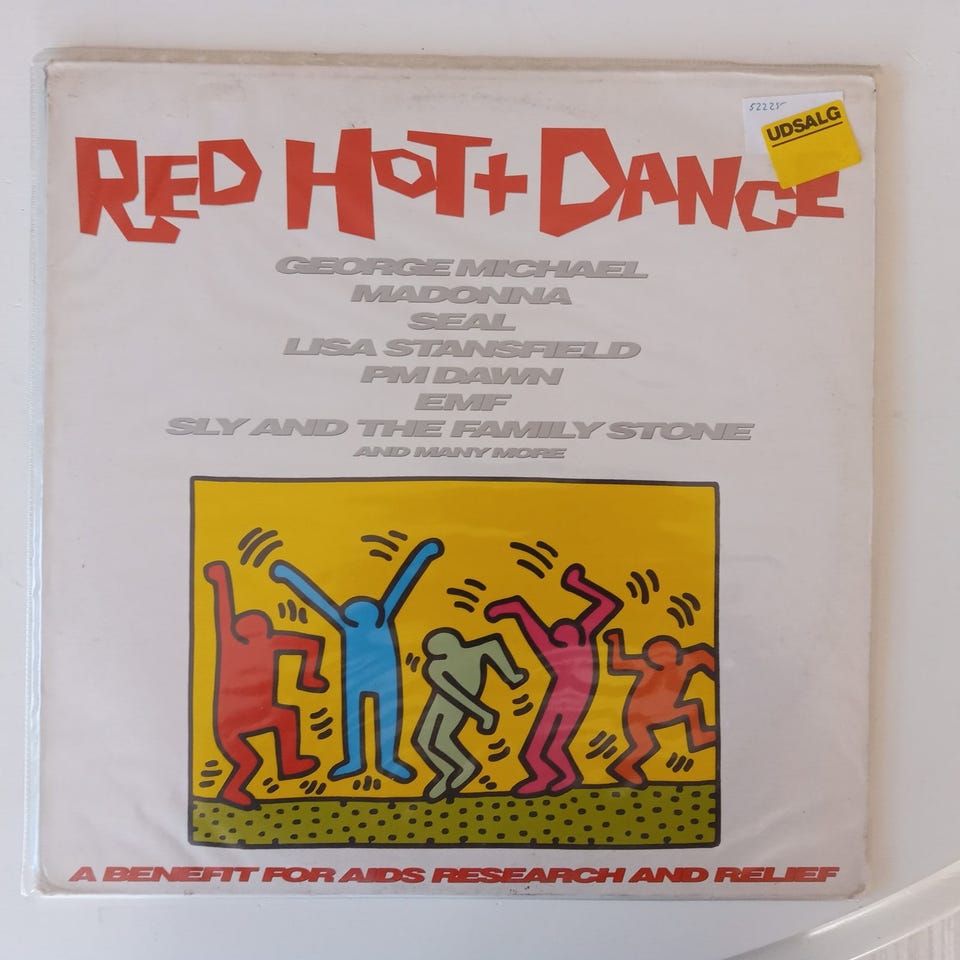 52225
UDSALG
RED HOT + DANCE
GEORGE MICHAEL
MADONNA
SEAL
LISA STANSFIELD
PM DAWN
EMF
SLY AND THE FAMILY STONE
AND MANY MORE
A BENEFIT FOR AIDS RESEARCH AND RELIEF